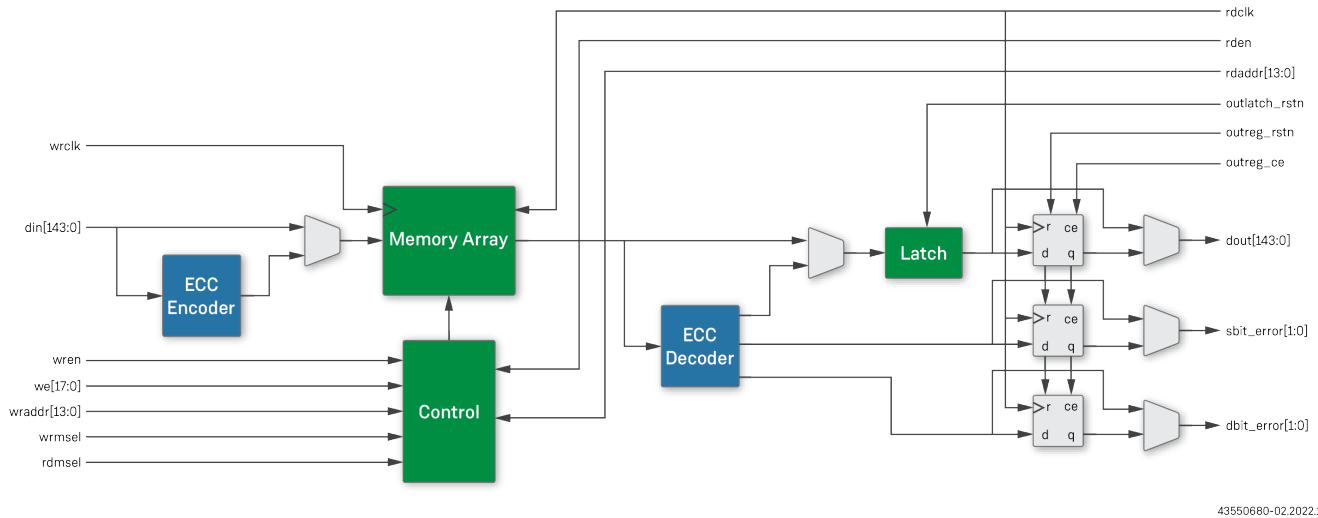 rdclk
rden
rdaddr[13:0]
outlatch_rstn
outreg_rstn
outreg_ce
wrclk
din[143:0]
Memory Array
ECC
Encoder
Latch
r ce
d q
dout[143:0]
ECC
Decoder
r ce
d q
sbit_error[1:0]
wren
we[17:0]
wraddr[13:0]
wrmsel
rdmsel
Control
r ce
d q
dbit_error[1:0]
43550680-02.2022.